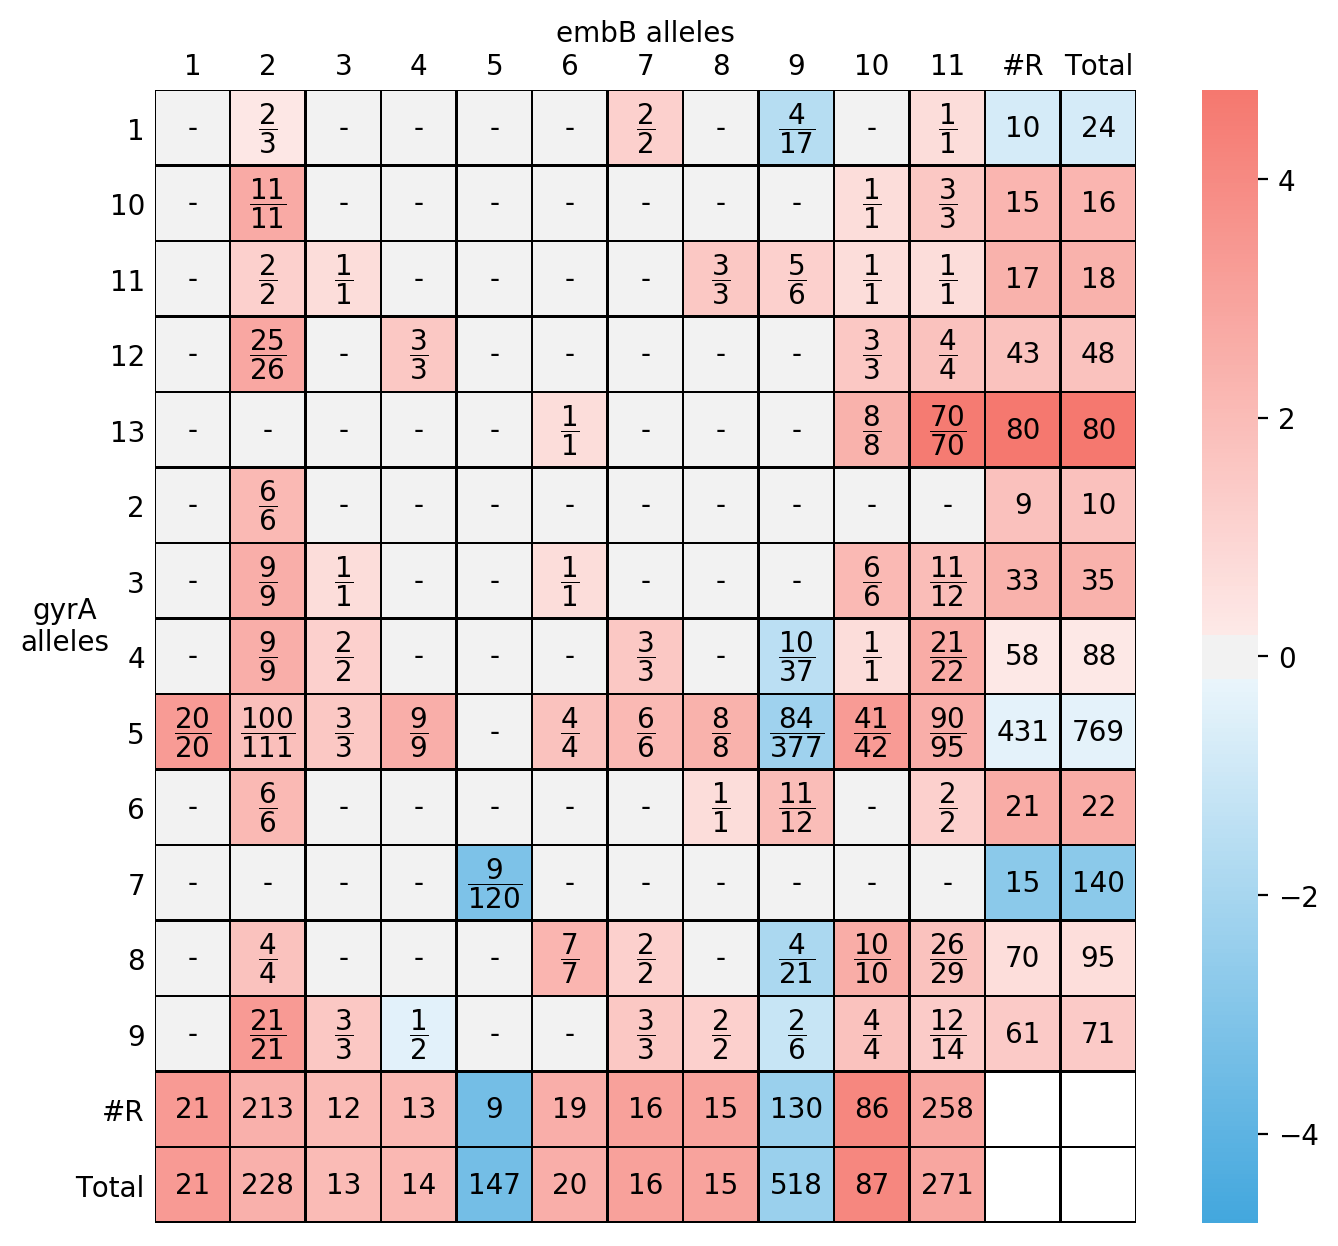 embB alleles
1 2 3 4 5 6 7 8 9 10 11 #R Total
1 - 2/3 - - - - 2/2 - 4/17 - 1/1 10 24
10 - 11/11 - - - - - - - 1/1 3/3 15 16
11 - 2/2 1/1 - - - - 3/3 5/6 1/1 1/1 17 18
12 - 25/26 - 3/3 - - - - - 3/3 4/4 43 48
13 - - - - - 1/1 - - - 8/8 70/70 80 80
2 - 6/6 - - - - - - - - - 9 10
3 - 9/9 1/1 - - 1/1 - - - 6/6 11/12 33 35
gyrA
alleles
4 - 9/9 2/2 - - - 3/3 - 10/37 1/1 21/22 58 88
5 20/20 100/111 3/3 9/9 - 4/4 6/6 8/8 84/377 41/42 90/95 431 769
6 - 6/6 - - - - - 1/1 11/12 - 2/2 21 22
7 - - - - 9/120 - - - - - - 15 140
8 - 4/4 - - - 7/7 2/2 - 4/21 10/10 26/29 70 95
9 - 21/21 3/3 1/2 - - 3/3 2/2 2/6 4/4 12/14 61 71
#R 21 213 12 13 9 19 16 15 130 86 258
Total 21 228 13 14 147 20 16 15 518 87 271
4
2
0
−2
−4